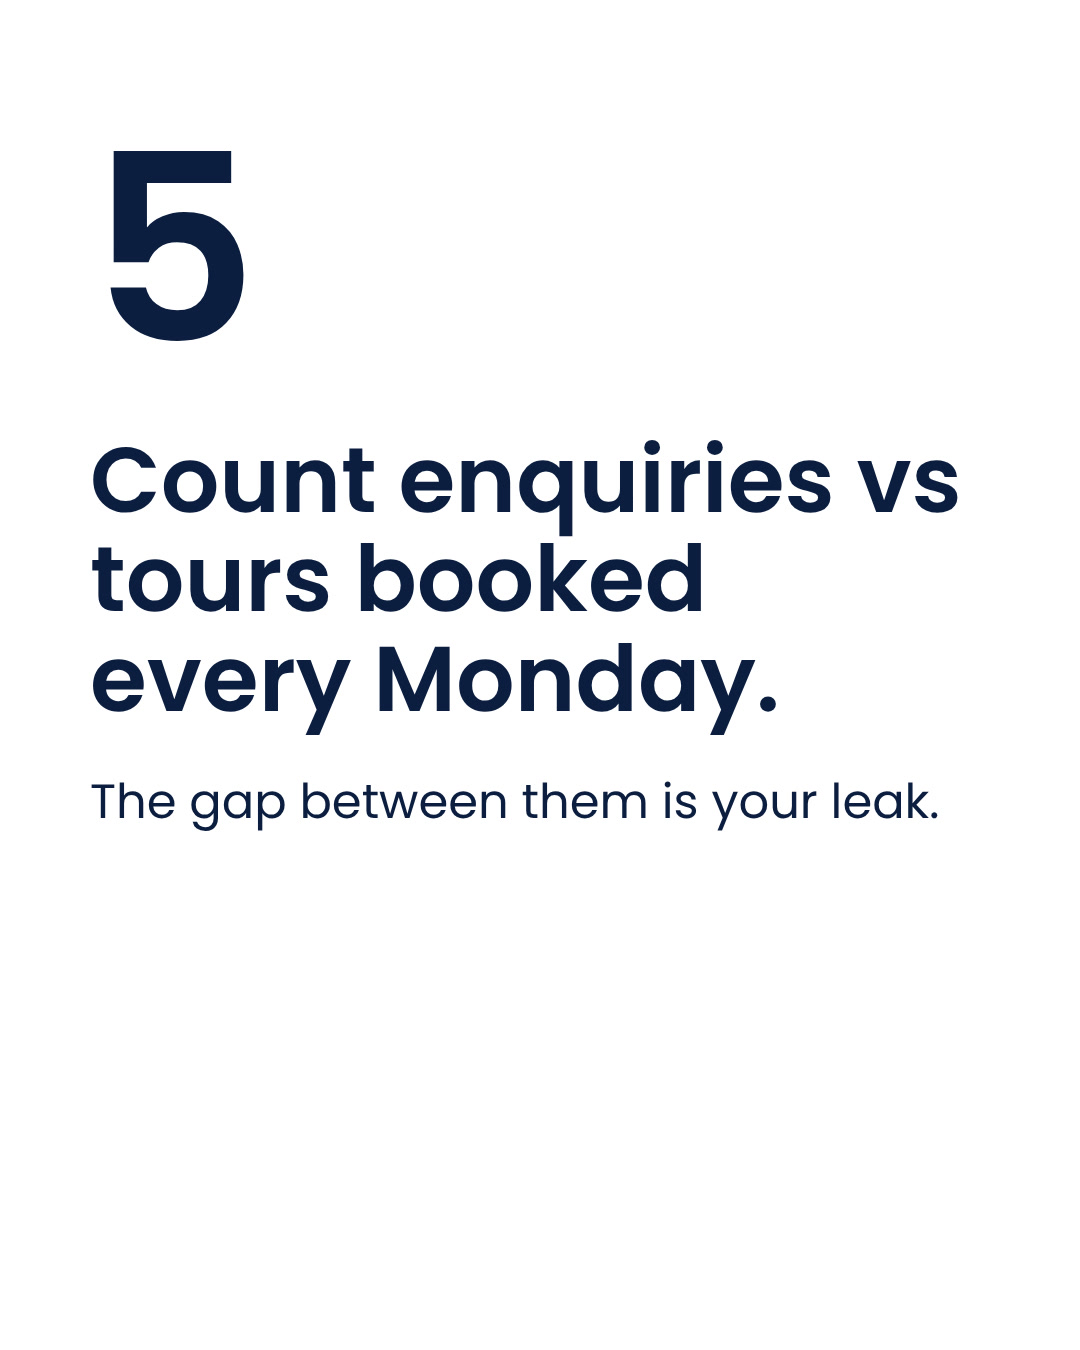 5
Count enquiries vs
tours booked
every Monday.
The gap between them is your leak.